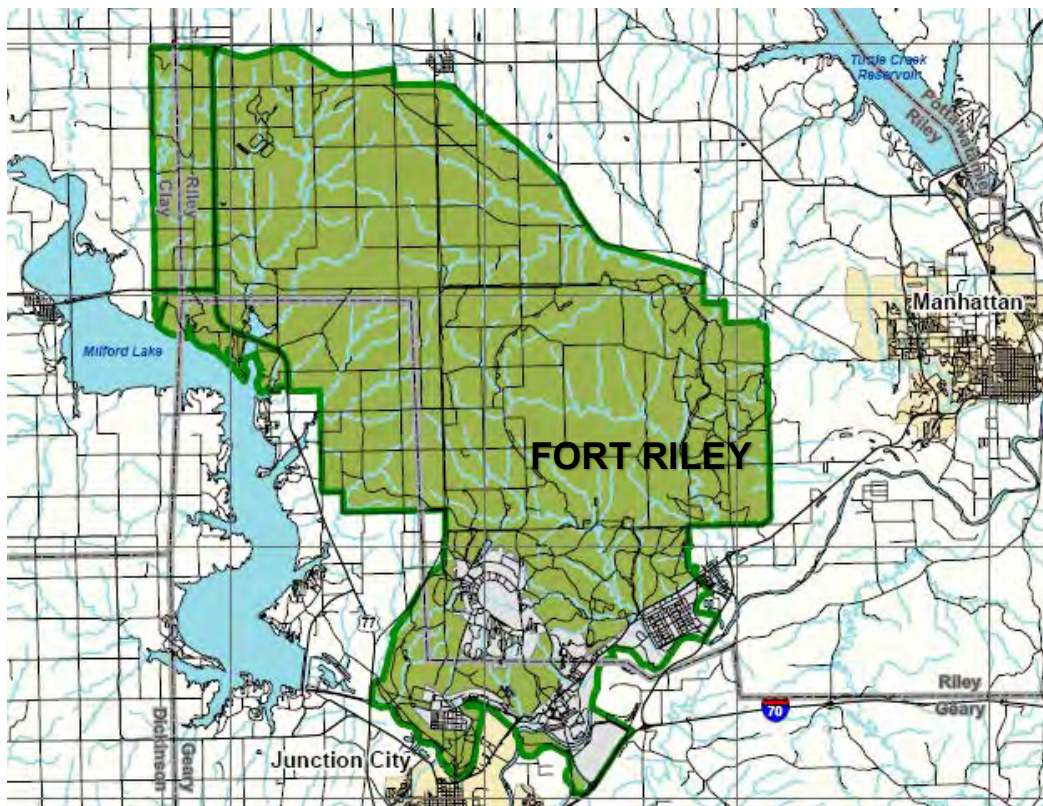 Turtle Creek
Reservoir
Pottawatomie
Riley
Riley
Clay
Manhattan
Milford Lake
FORT RILEY
77
Riley
Geary
70
Dickinson
Geary
Junction City